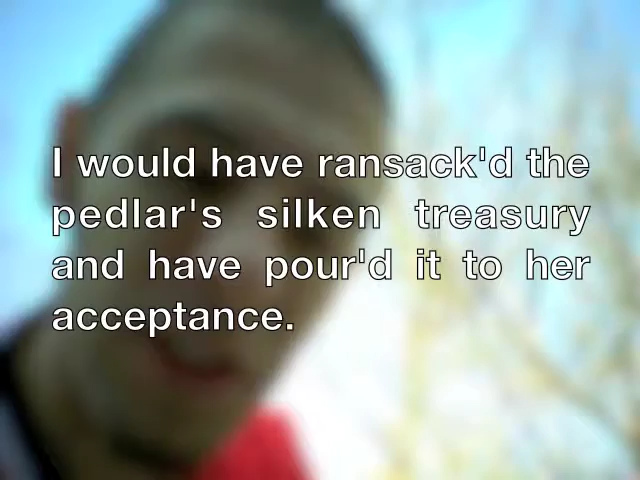 I would have ransack'd the
pedlar's silken treasury
and have pour'd it to her
acceptance.